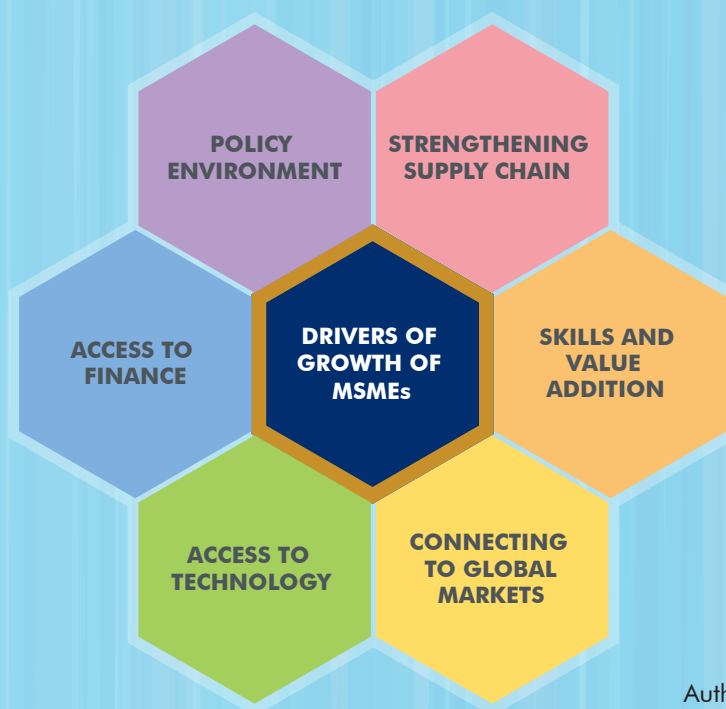 POLICY
ENVIRONMENT
STRENGTHENING
SUPPLY CHAIN
ACCESS TO
FINANCE
DRIVERS OF
GROWTH OF
MSMEs
SKILLS AND
VALUE
ADDITION
ACCESS TO
TECHNOLOGY
CONNECTING
TO GLOBAL
MARKETS
Auth